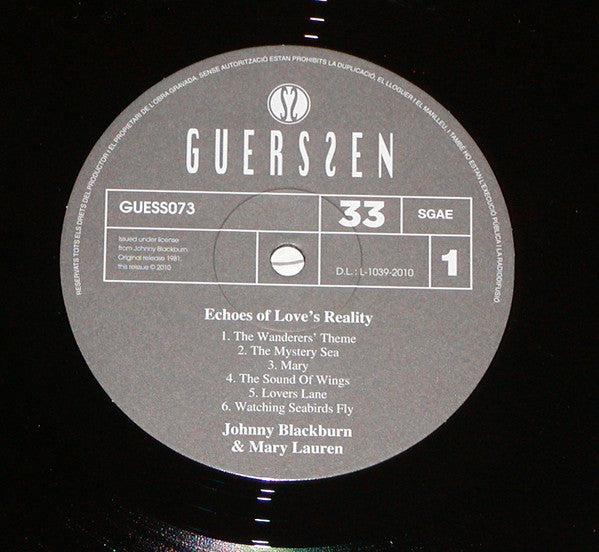 RESERVATS TOTS ELS DRETS DEL PRODUCTOR I EL PROPIETARI DE L'OBRA GRAVADA. SENSE AUTORITZACIÓ ESTAN PROHIBITS LA DUPLICACIÓ, EL LLOGUER I EL MANLLEU, I TAMBÉ HO ESTAN L'EXECUCIÓ PÚBLICA I LA RADIODIFUSIÓ
GUERSSEN
GUESS073
33
SGAE
Issued under license
from Johnny Blackburn.
Original release 1981,
this reissue © 2010
D.L.: L-1039-2010
1
Echoes of Love's Reality
1. The Wanderers' Theme
2. The Mystery Sea
3. Mary
4. The Sound Of Wings
5. Lovers Lane
6. Watching Seabirds Fly
Johnny Blackburn
& Mary Lauren